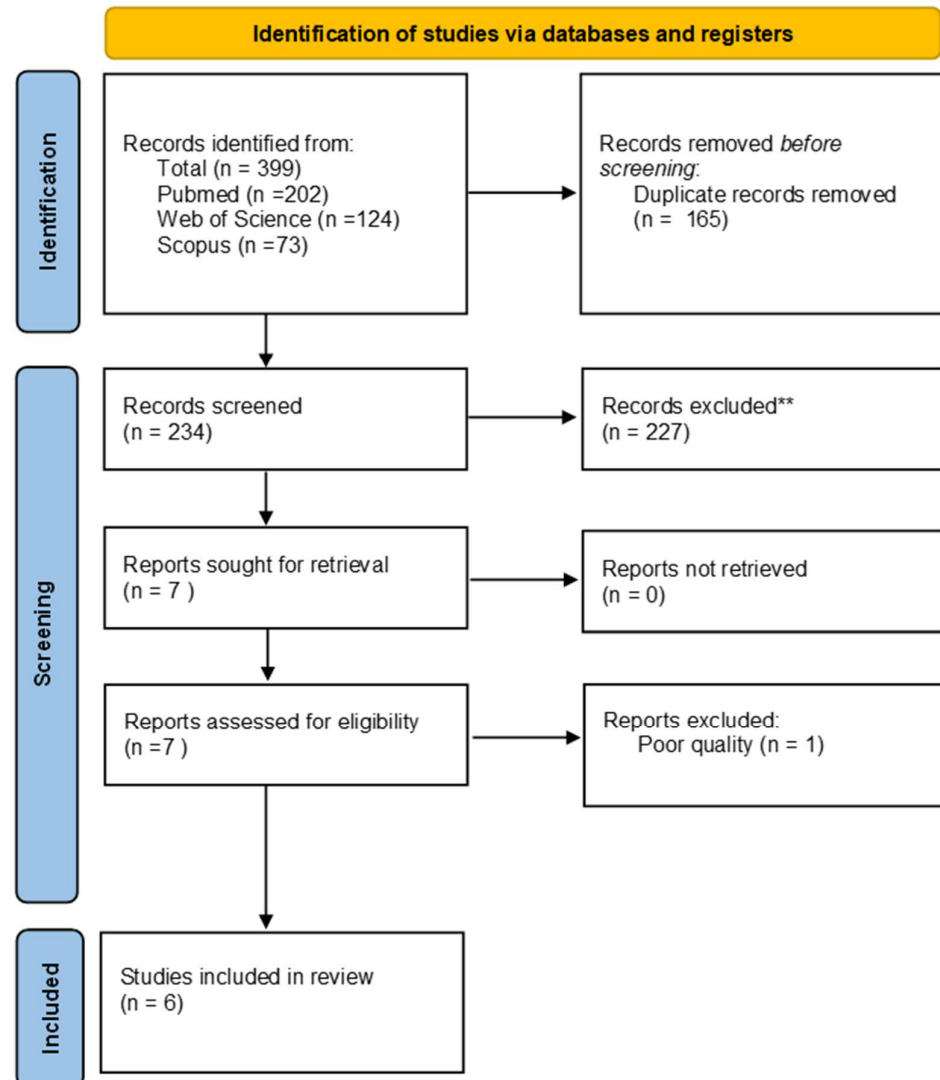 Identification of studies via databases and registers
Identification
Records identified from:
Total (n = 399)
Pubmed (n =202)
Web of Science (n =124)
Scopus (n =73)
Records removed before
screening:
Duplicate records removed
(n = 165)
Screening
Records screened
(n = 234)
Records excluded**
(n = 227)
Reports sought for retrieval
(n = 7 )
Reports not retrieved
(n = 0)
Reports assessed for eligibility
(n =7 )
Reports excluded:
Poor quality (n = 1)
Included
Studies included in review
(n = 6)